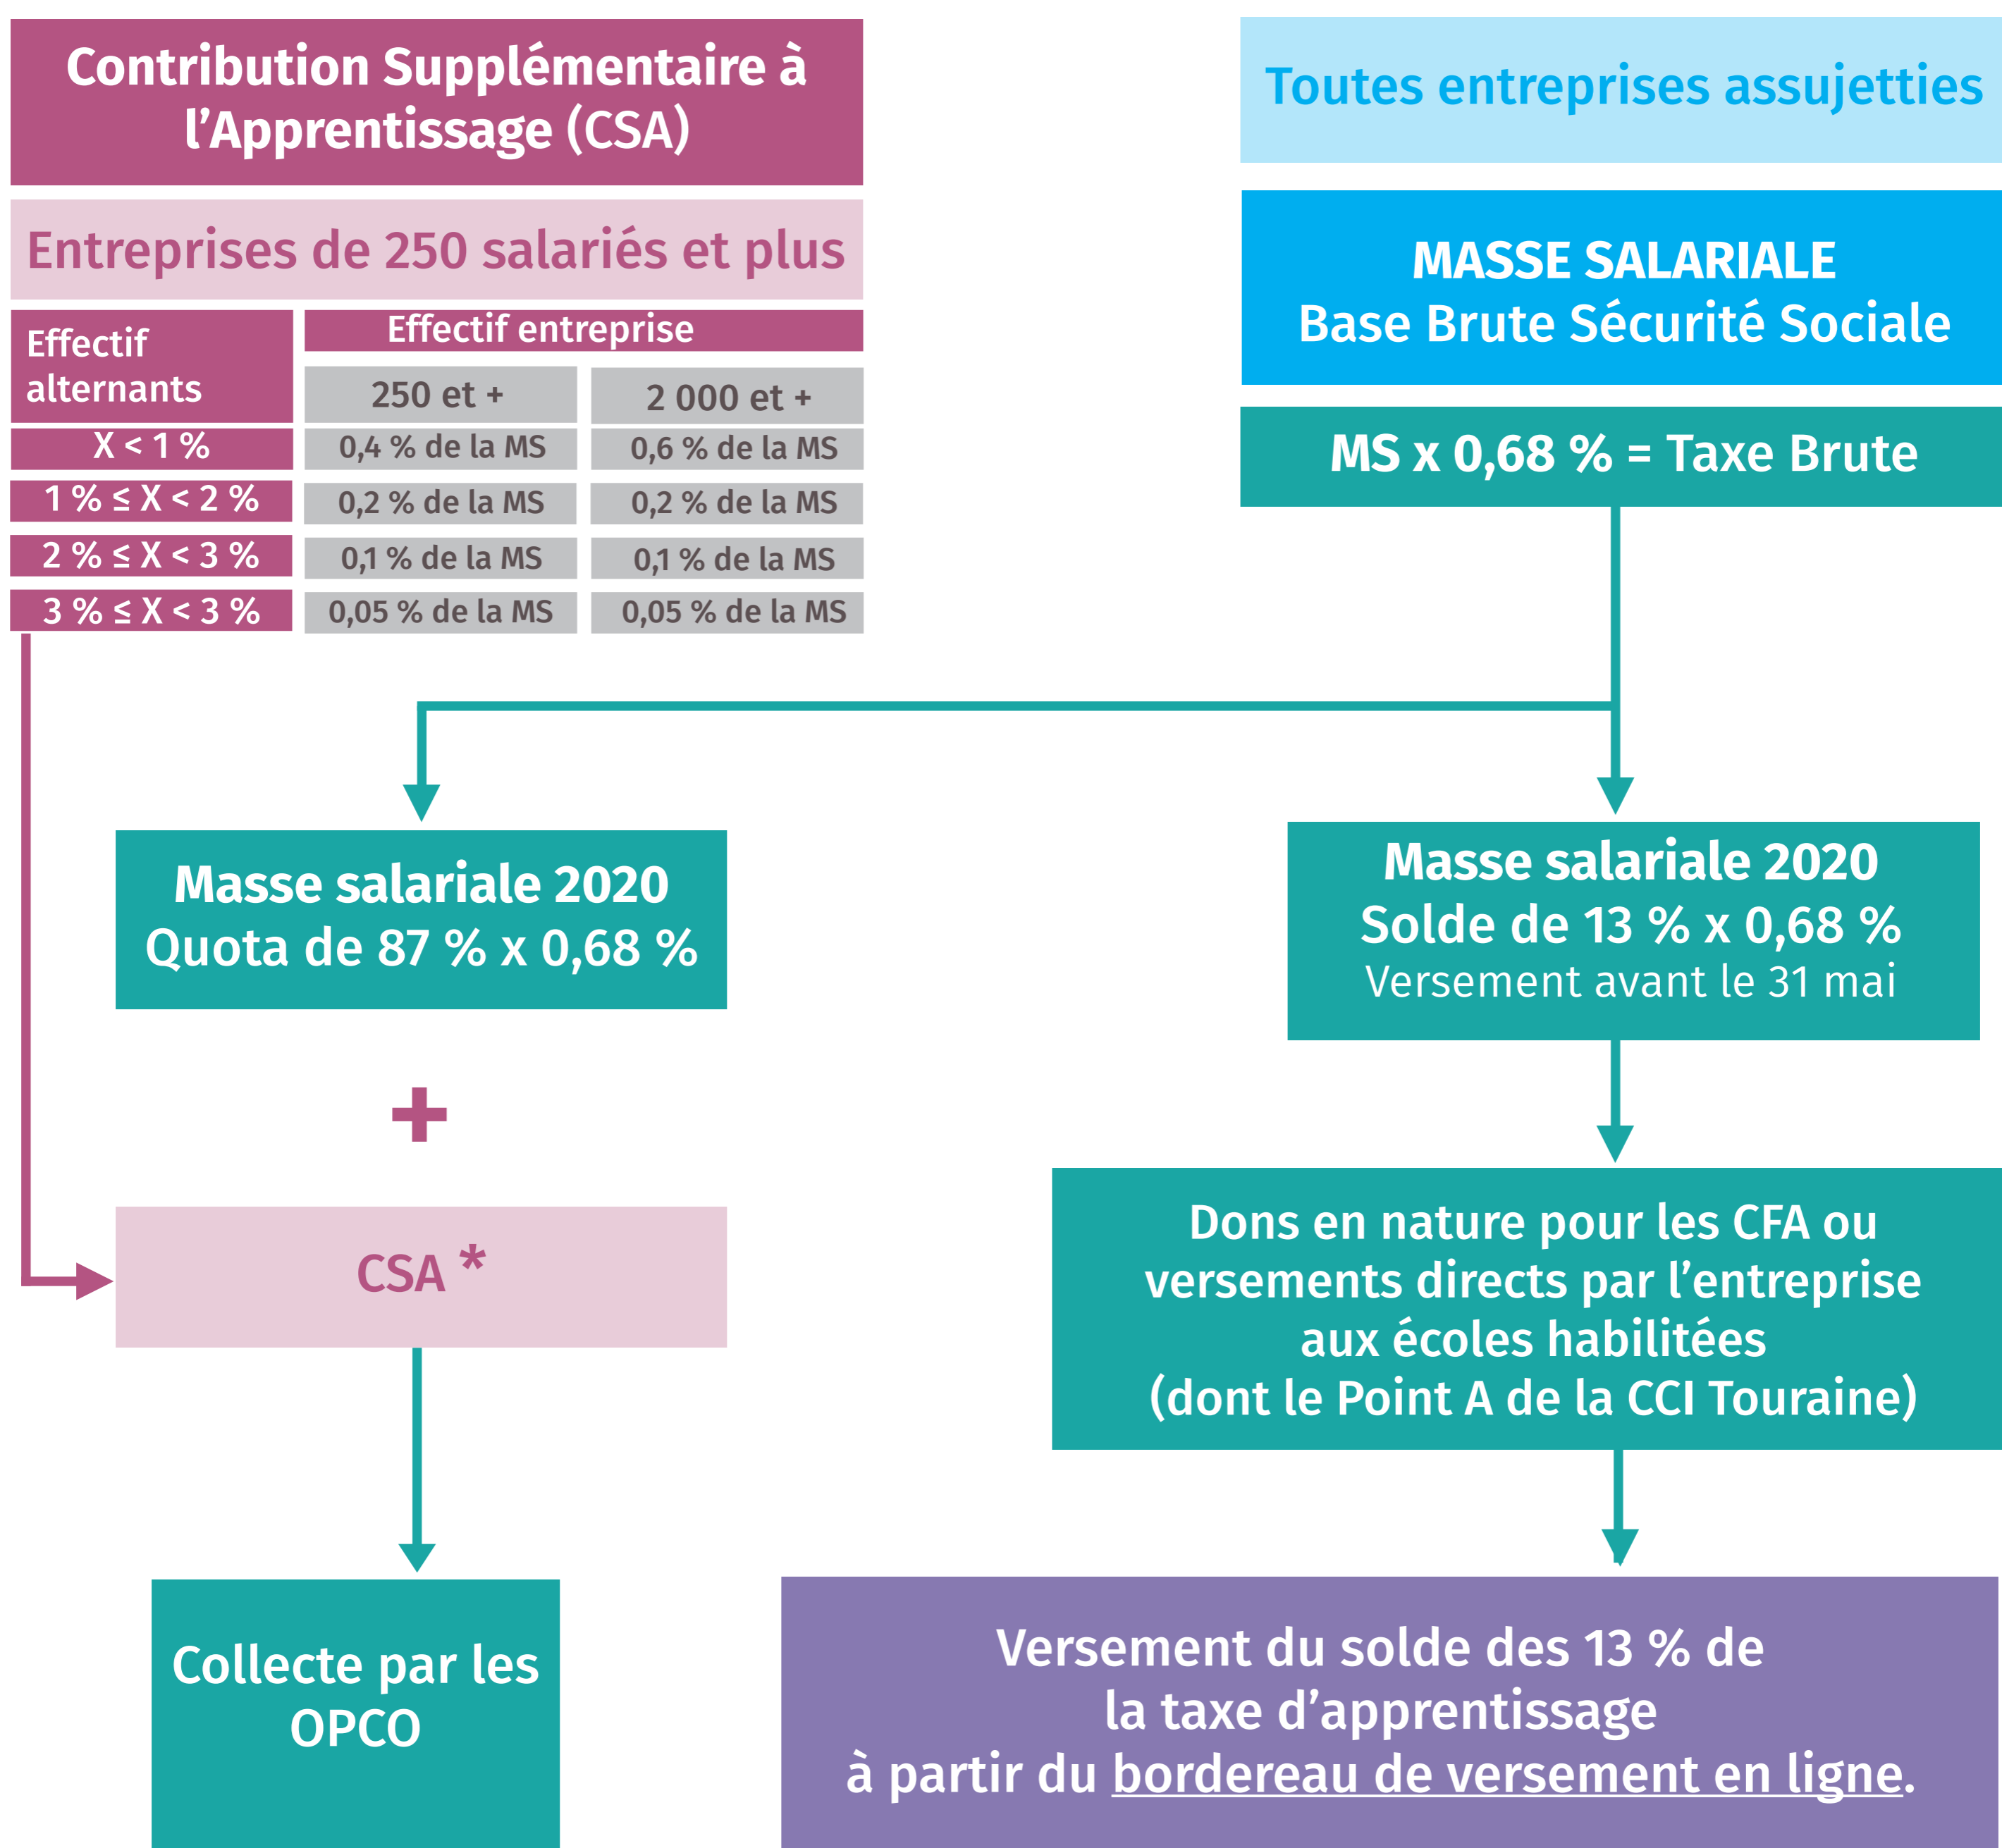 Contribution Supplémentaire à
l’Apprentissage (CSA)
Entreprises de 250 salariés et plus
Effectif
alternants
Effectif entreprise
250 et +
2 000 et +
X < 1 %
0,4 % de la MS
0,6 % de la MS
1 % ≤ X < 2 %
0,2 % de la MS
0,2 % de la MS
2 % ≤ X < 3 %
0,1 % de la MS
0,1 % de la MS
3 % ≤ X < 3 %
0,05 % de la MS
0,05 % de la MS
Toutes entreprises assujetties
MASSE SALARIALE
Base Brute Sécurité Sociale
MS x 0,68 % = Taxe Brute
Masse salariale 2020
Quota de 87 % x 0,68 %
+
CSA *
Collecte par les
OPCO
Masse salariale 2020
Solde de 13 % x 0,68 %
Versement avant le 31 mai
Dons en nature pour les CFA ou
versements directs par l’entreprise
aux écoles habilitées
(dont le Point A de la CCI Touraine)
Versement du solde des 13 % de
la taxe d’apprentissage
à partir du bordereau de versement en ligne.